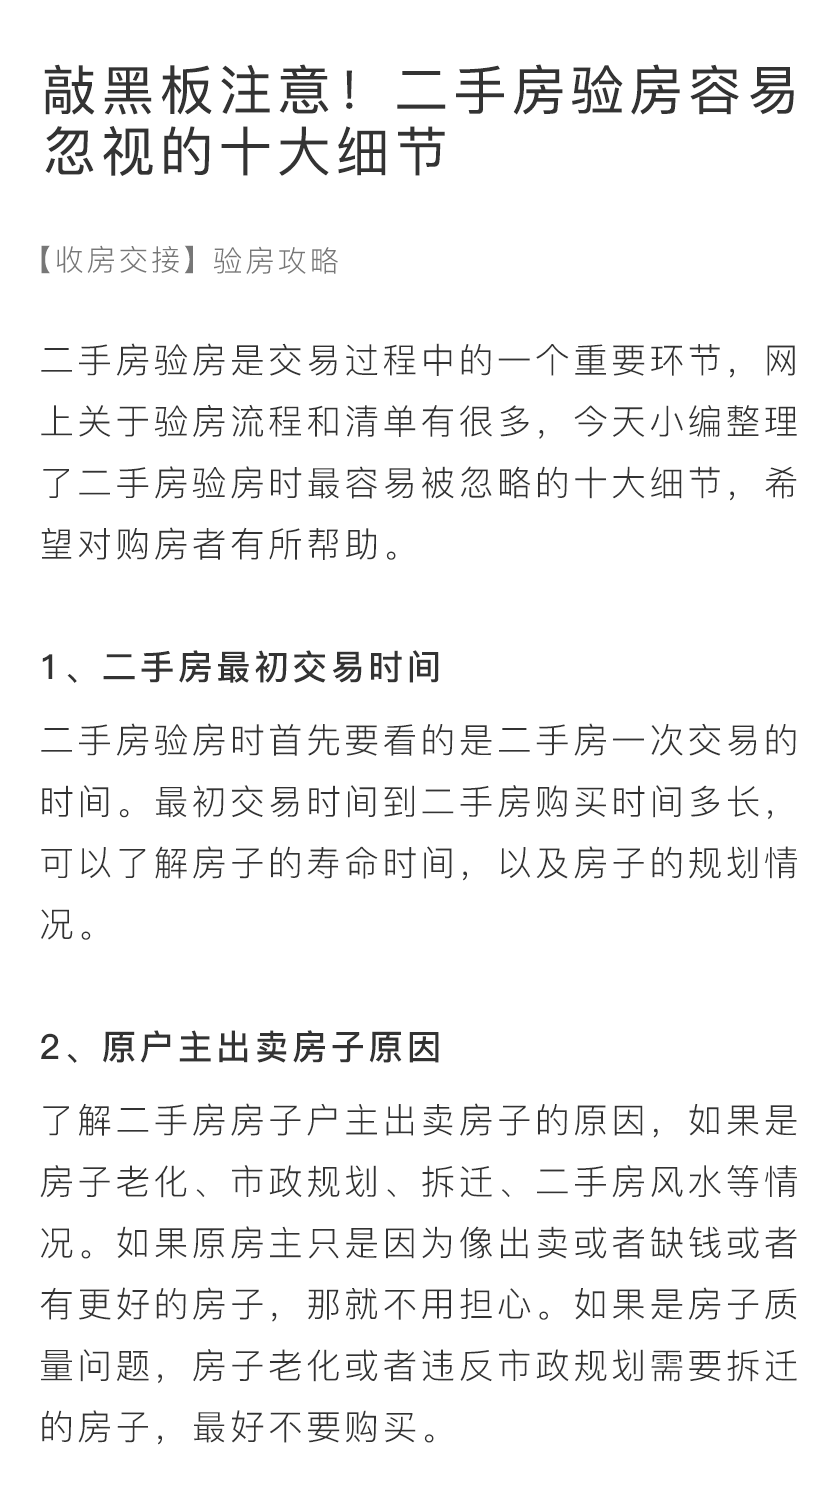 敲黑板注意！二手房验房容易
忽视的十大细节
【收房交接】验房攻略
二手房验房是交易过程中的一个重要环节，网
上关于验房流程和清单有很多，今天小编整理
了二手房验房时最容易被忽略的十大细节，希
望对购房者有所帮助。
1、二手房最初交易时间
二手房验房时首先要看的是二手房一次交易的
时间。最初交易时间到二手房购买时间多长，
可以了解房子的寿命时间，以及房子的规划情
况。
2、原户主出卖房子原因
了解二手房房子户主出卖房子的原因，如果是
房子老化、市政规划、拆迁、二手房风水等情
况。如果原房主只是因为像出卖或者缺钱或者
有更好的房子，那就不用担心。如果是房子质
量问题，房子老化或者违反市政规划需要拆迁
的房子，最好不要购买。